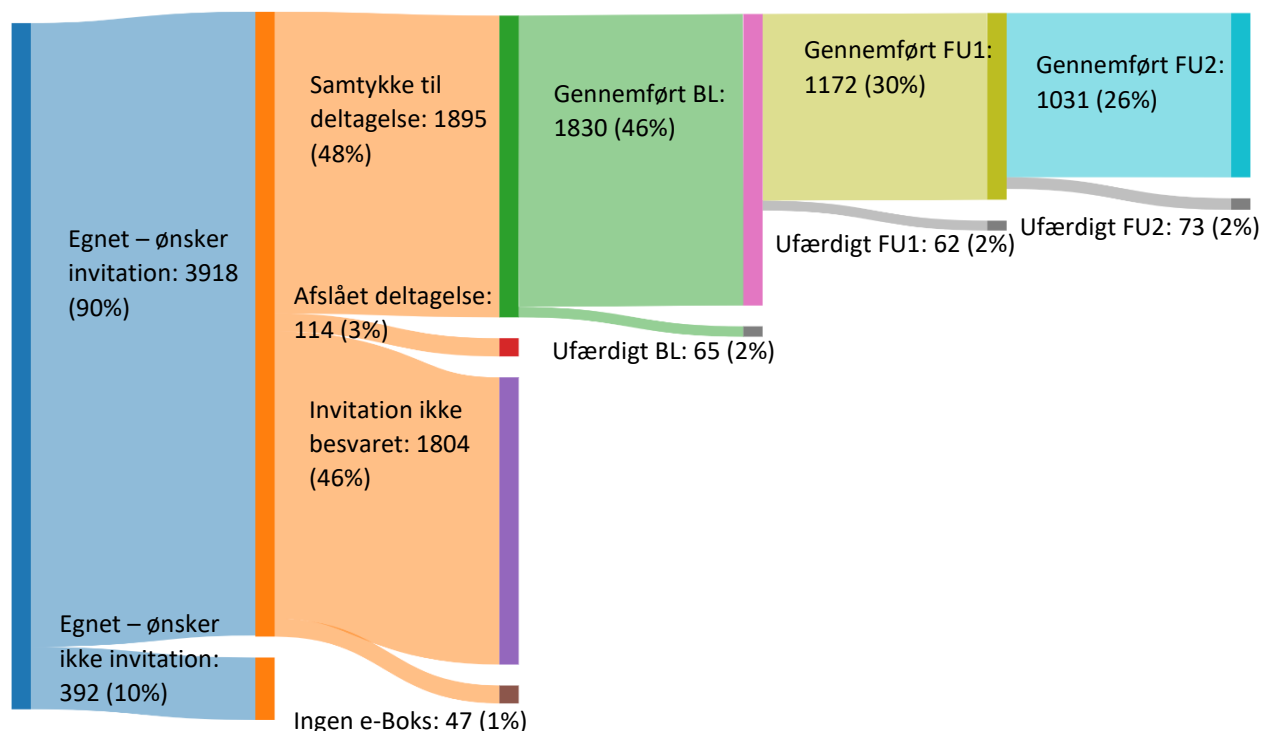 Egnet – ønsker
invitation: 3918
(90%)
Egnet – ønsker
ikke invitation:
392 (10%)
Samtykke til
deltagelse: 1895
(48%)
Afslået deltagelse:
114 (3%)
Invitation ikke
besvaret: 1804
(46%)
Ingen e-Boks: 47 (1%)
Gennemført BL:
1830 (46%)
Ufærdigt BL: 65 (2%)
Gennemført FU1:
1172 (30%)
Ufærdigt FU1: 62 (2%)
Gennemført FU2:
1031 (26%)
Ufærdigt FU2: 73 (2%)